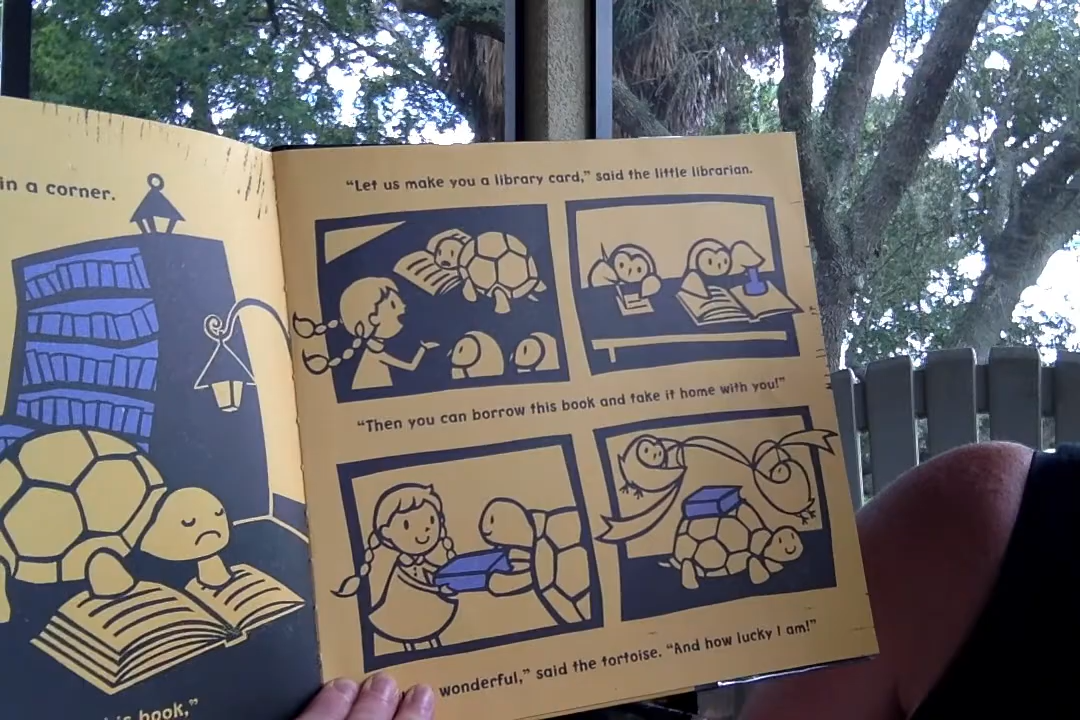 in a corner.
is book,”
“Let us make you a library card,” said the little librarian.
“Then you can borrow this book and take it home with you!”
wonderful,” said the tortoise. “And how lucky I am!”